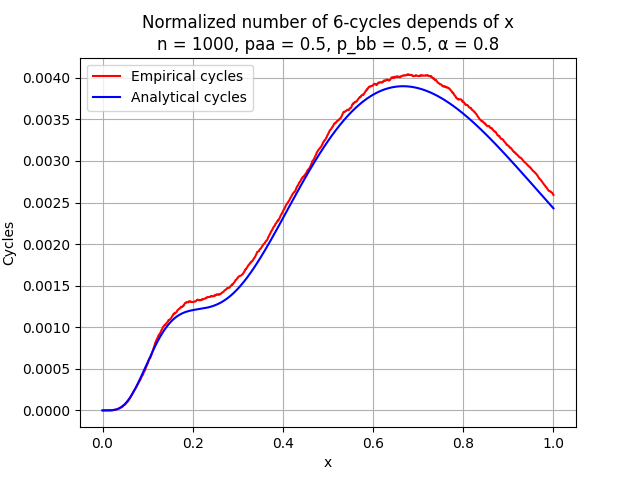 Normalized number of 6-cycles depends of x
n = 1000, paa = 0.5, p_bb = 0.5, α = 0.8
Empirical cycles
Analytical cycles
0.0040
0.0035
0.0030
0.0025
0.0020
0.0015
0.0010
0.0005
0.0000
Cycles
0.0 0.2 0.4 0.6 0.8 1.0
x